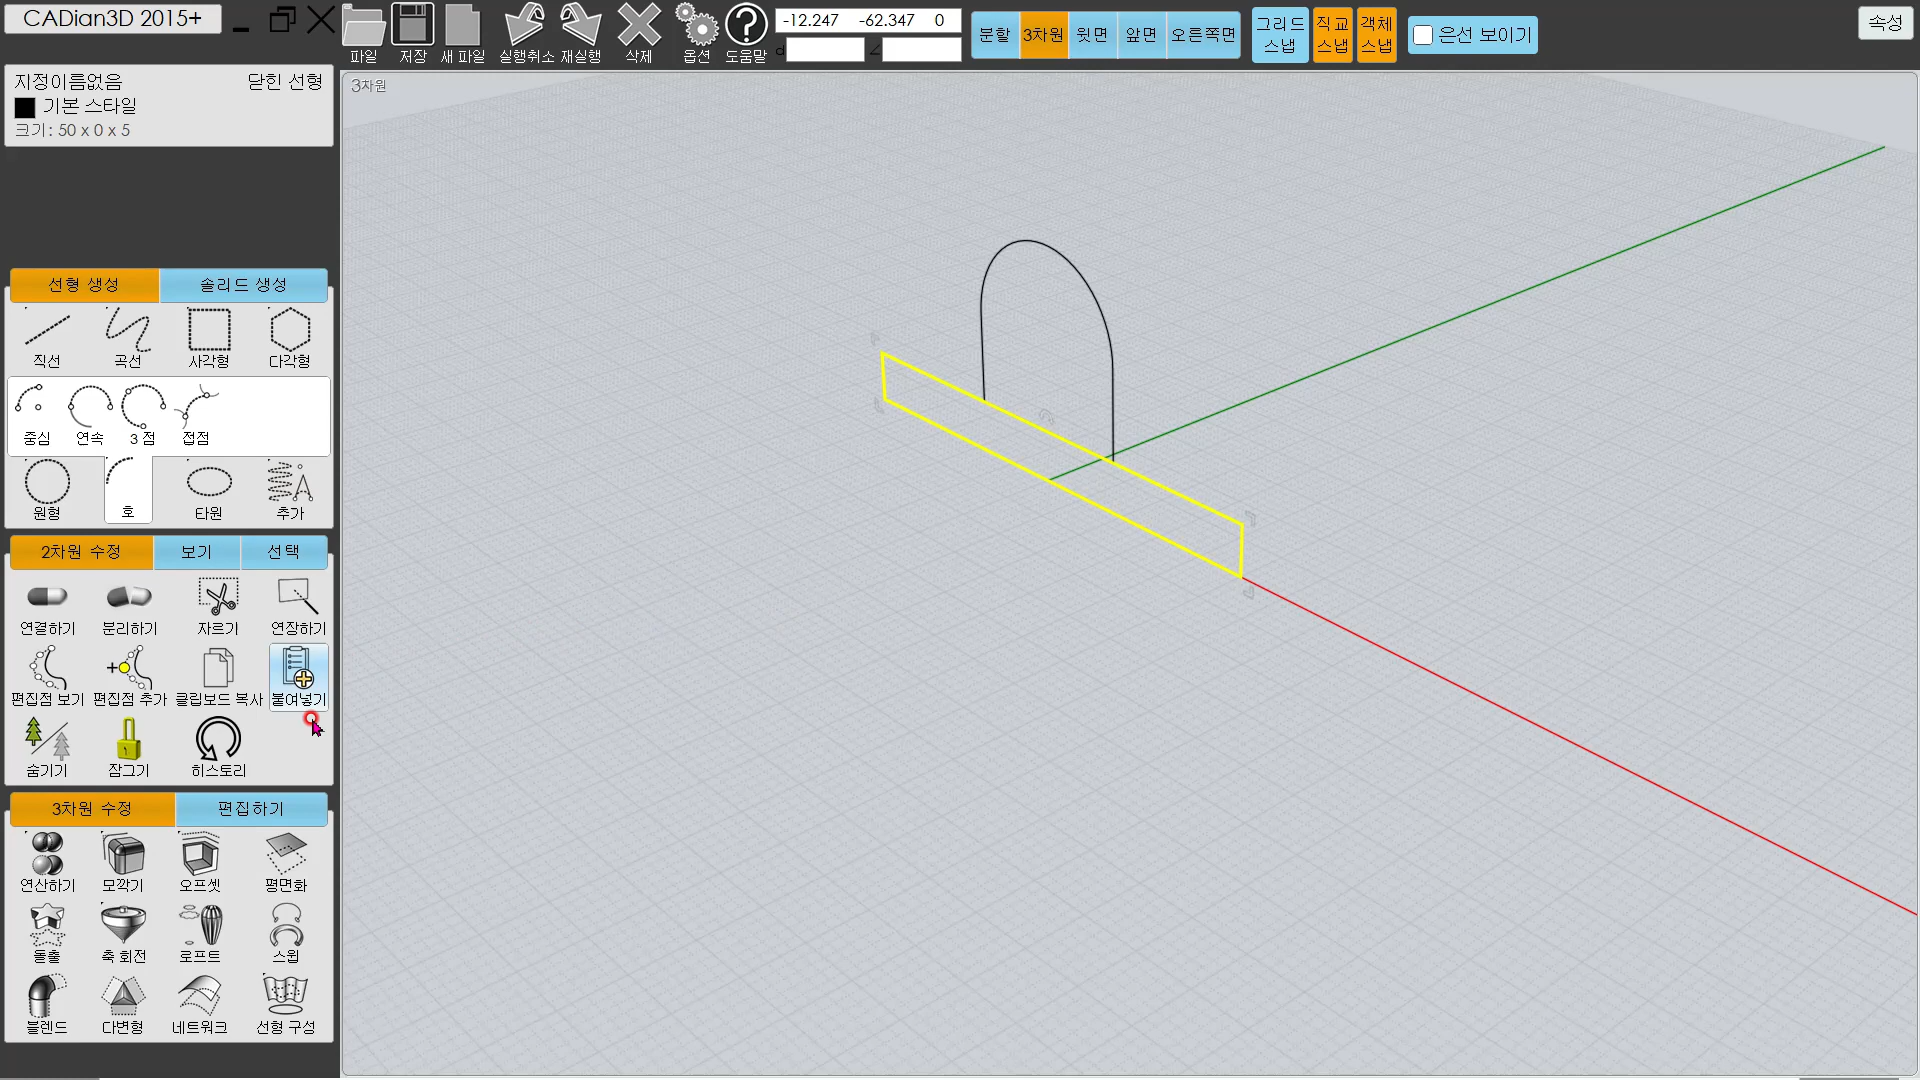 CADian3D 2015+
파일 저장 새 파일 실행취소 재실행 삭제 옵션 도움말
-12.247 -62.347 0
d ∠
분할 3차원 윗면 앞면 오른쪽면
그리드 스냅
직교 스냅
객체 스냅
은선 보이기
속성
지정이름없음 닫힌 선형
기본 스타일
크기: 50 x 0 x 5
3차원
선형 생성 솔리드 생성
직선 곡선 사각형 다각형
중심 연속 3 점 접점
원형 호 타원 추가
2차원 수정 보기 선택
연결하기 분리하기 자르기 연장하기
편집점 보기 편집점 추가 클립보드 복사 붙여넣기
숨기기 잠그기 히스토리
3차원 수정 편집하기
연산하기 모깍기 오프셋 평면화
돌출 축 회전 로프트 스윕
블렌드 다변형 네트워크 선형 구성